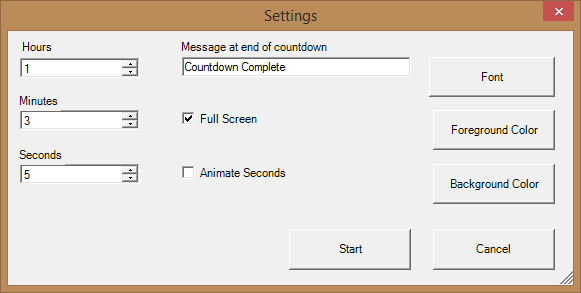 Settings
Hours
Message at end of countdown
1
Countdown Complete
Font
Minutes
3
Full Screen
Foreground Color
Seconds
5
Animate Seconds
Background Color
Start
Cancel